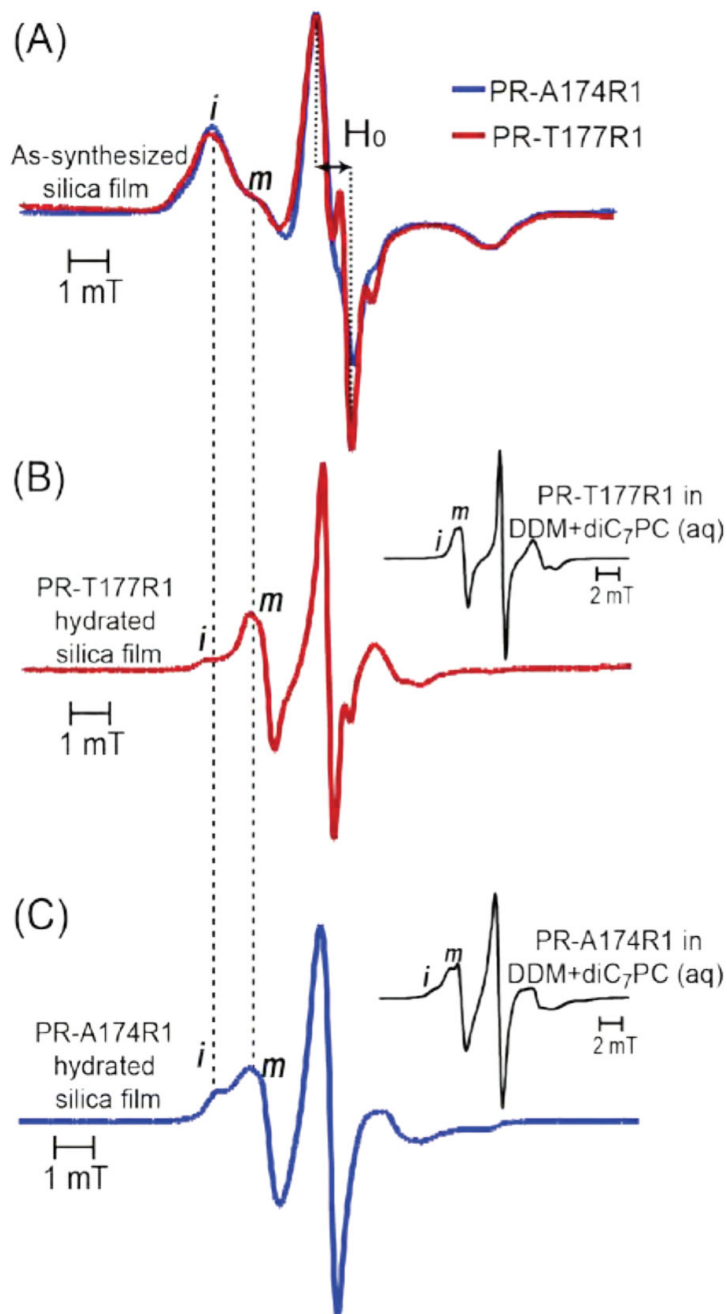 (A)
i
m
H₀
PR-A174R1
PR-T177R1
As-synthesized
silica film
1 mT
(B)
i
m
PR-T177R1
hydrated
silica film
1 mT
i
m
PR-T177R1 in
DDM+diC₇PC (aq)
2 mT
(C)
i
m
PR-A174R1
hydrated
silica film
1 mT
i
m
PR-A174R1 in
DDM+diC₇PC (aq)
2 mT